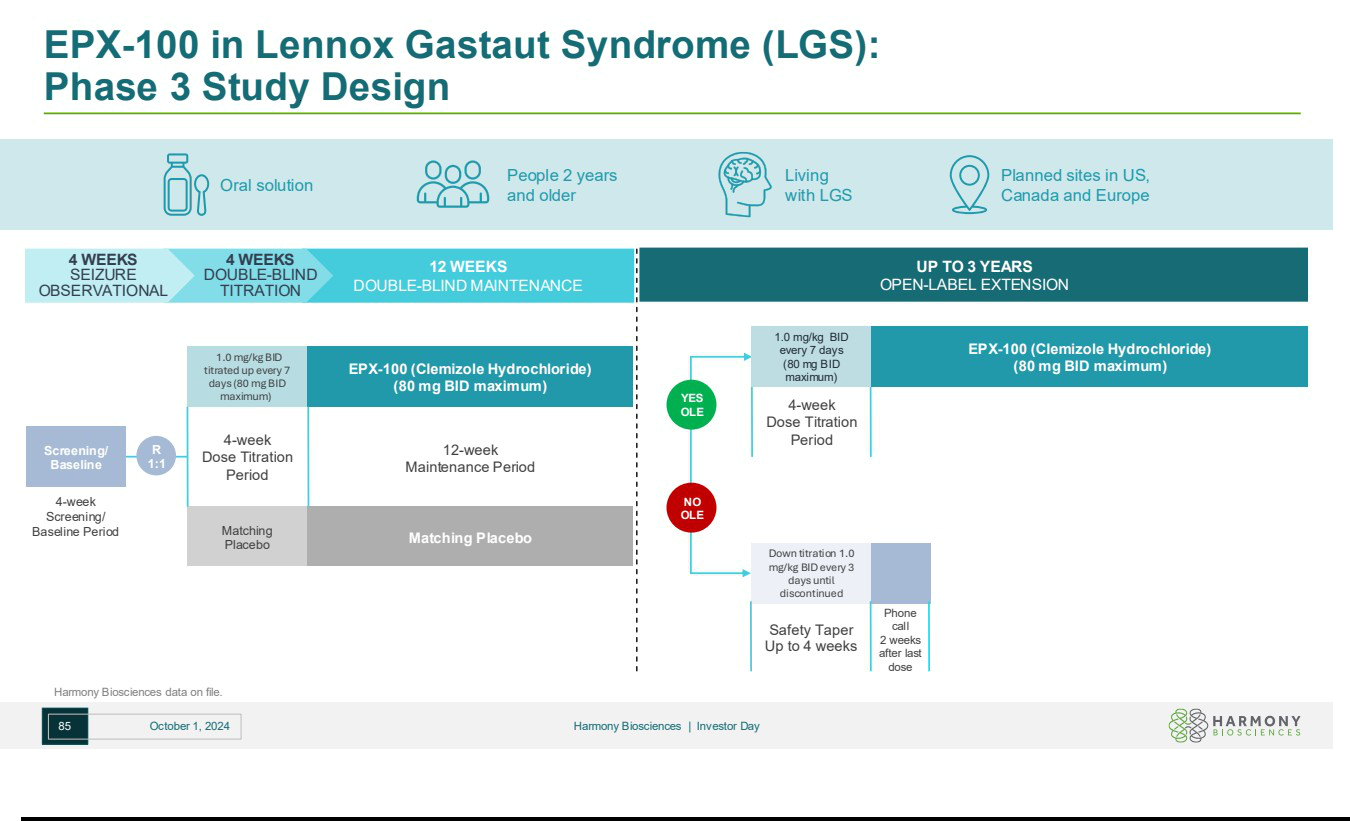 EPX-100 in Lennox Gastaut Syndrome (LGS):
Phase 3 Study Design
Oral solution
People 2 years
and older
Living
with LGS
Planned sites in US,
Canada and Europe
4 WEEKS
SEIZURE
OBSERVATIONAL
4 WEEKS
DOUBLE-BLIND
TITRATION
12 WEEKS
DOUBLE-BLIND MAINTENANCE
UP TO 3 YEARS
OPEN-LABEL EXTENSION
Screening/
Baseline
4-week
Screening/
Baseline Period
R
1:1
1.0 mg/kg BID
titrated up every 7
days (80 mg BID
maximum)
EPX-100 (Clemizole Hydrochloride)
(80 mg BID maximum)
4-week
Dose Titration
Period
12-week
Maintenance Period
Matching
Placebo
Matching Placebo
YES
OLE
1.0 mg/kg BID
every 7 days
(80 mg BID
maximum)
EPX-100 (Clemizole Hydrochloride)
(80 mg BID maximum)
4-week
Dose Titration
Period
NO
OLE
Down titration 1.0
mg/kg BID every 3
days until
discontinued
Safety Taper
Up to 4 weeks
Phone
call
2 weeks
after last
dose
Harmony Biosciences data on file.
85
October 1, 2024
Harmony Biosciences | Investor Day
HARMONY
BIOSCIENCES